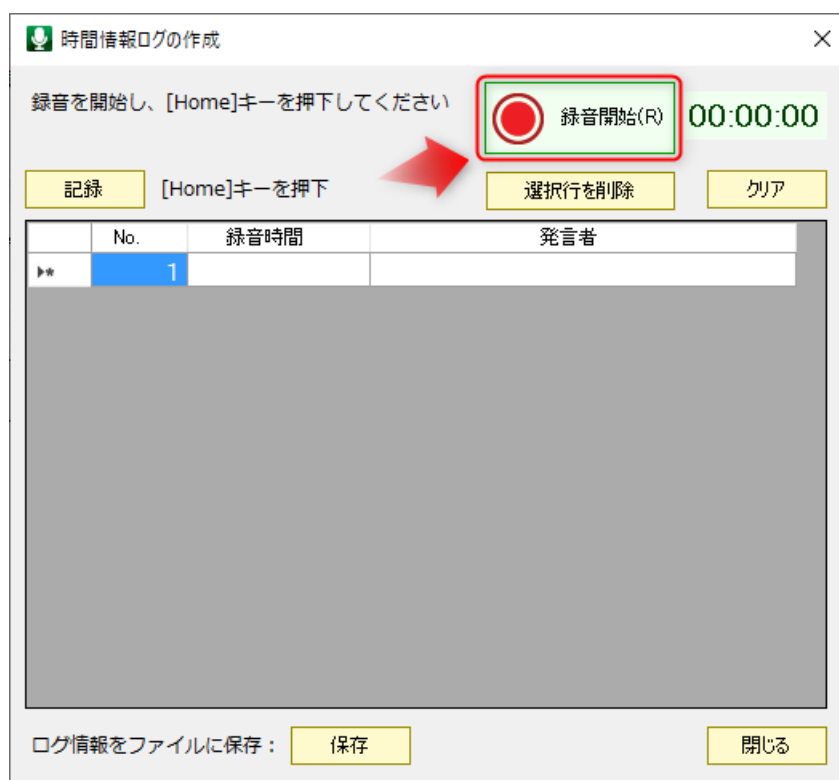 時間情報ログの作成
録音を開始し、[Home]キーを押下してください
録音開始(R)
00:00:00
記録
[Home]キーを押下
選択行を削除
クリア
No. 録音時間 発言者
1
ログ情報をファイルに保存：
保存
閉じる